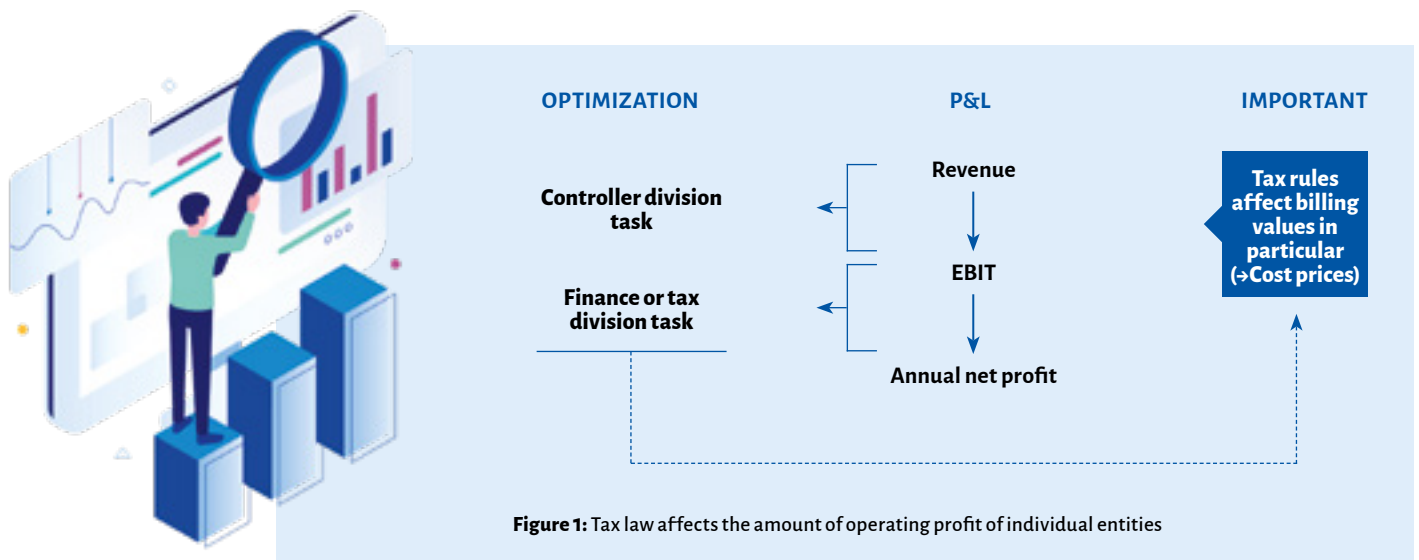 OPTIMIZATION
P&L
IMPORTANT
Controller division
task
Finance or tax
division task
Revenue
EBIT
Annual net profit
Tax rules
affect billing
values in
particular
(→Cost prices)
Figure 1: Tax law affects the amount of operating profit of individual entities